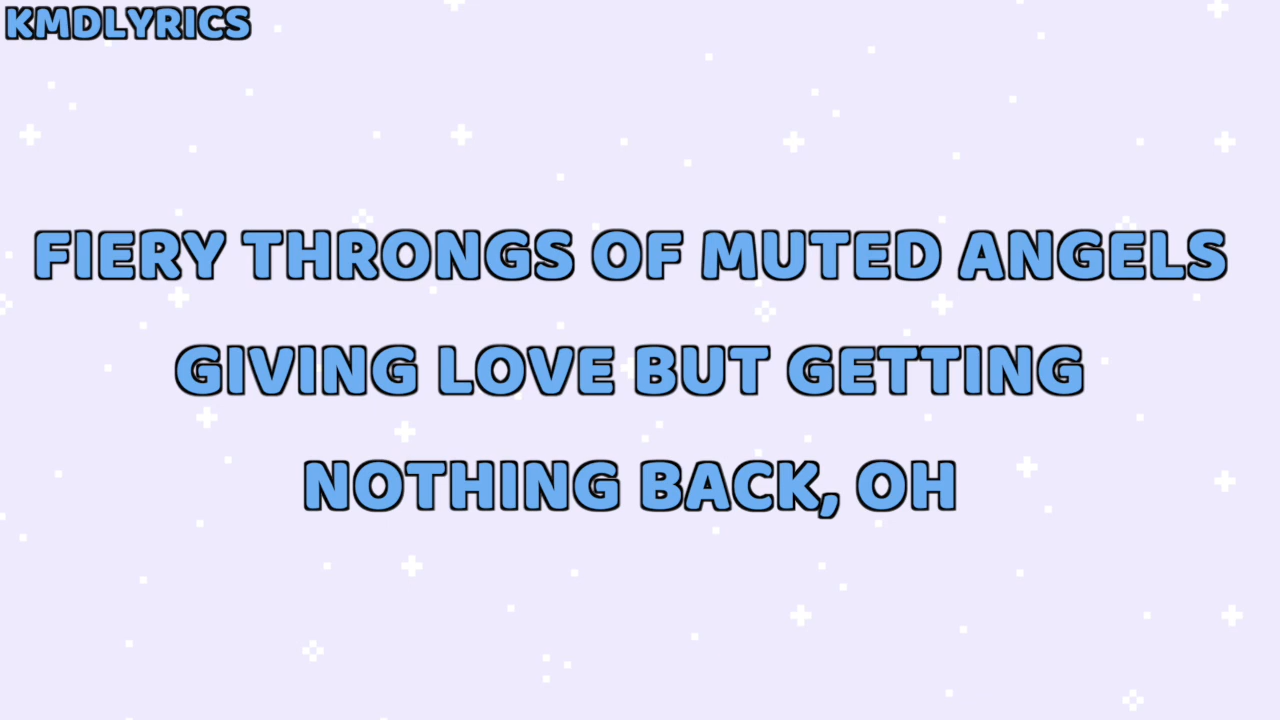 KMDLYRICS
FIERY THRONGS OF MUTED ANGELS
GIVING LOVE BUT GETTING
NOTHING BACK, OH